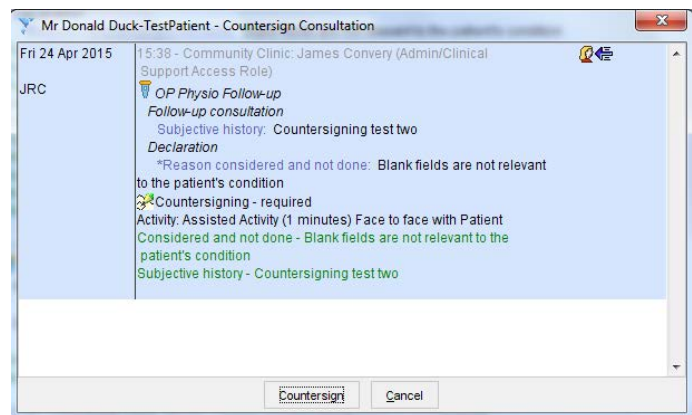 Mr Donald Duck-TestPatient - Countersign Consultation
Fri 24 Apr 2015
15:38 - Community Clinic: James Convery (Admin/Clinical
Support Access Role)
JRC
OP Physio Follow-up
Follow-up consultation
Subjective history: Countersigning test two
Declaration
*Reason considered and not done: Blank fields are not relevant
to the patient's condition
Countersigning - required
Activity: Assisted Activity (1 minutes) Face to face with Patient
Considered and not done - Blank fields are not relevant to the
patient's condition
Subjective history - Countersigning test two
Countersign
Cancel